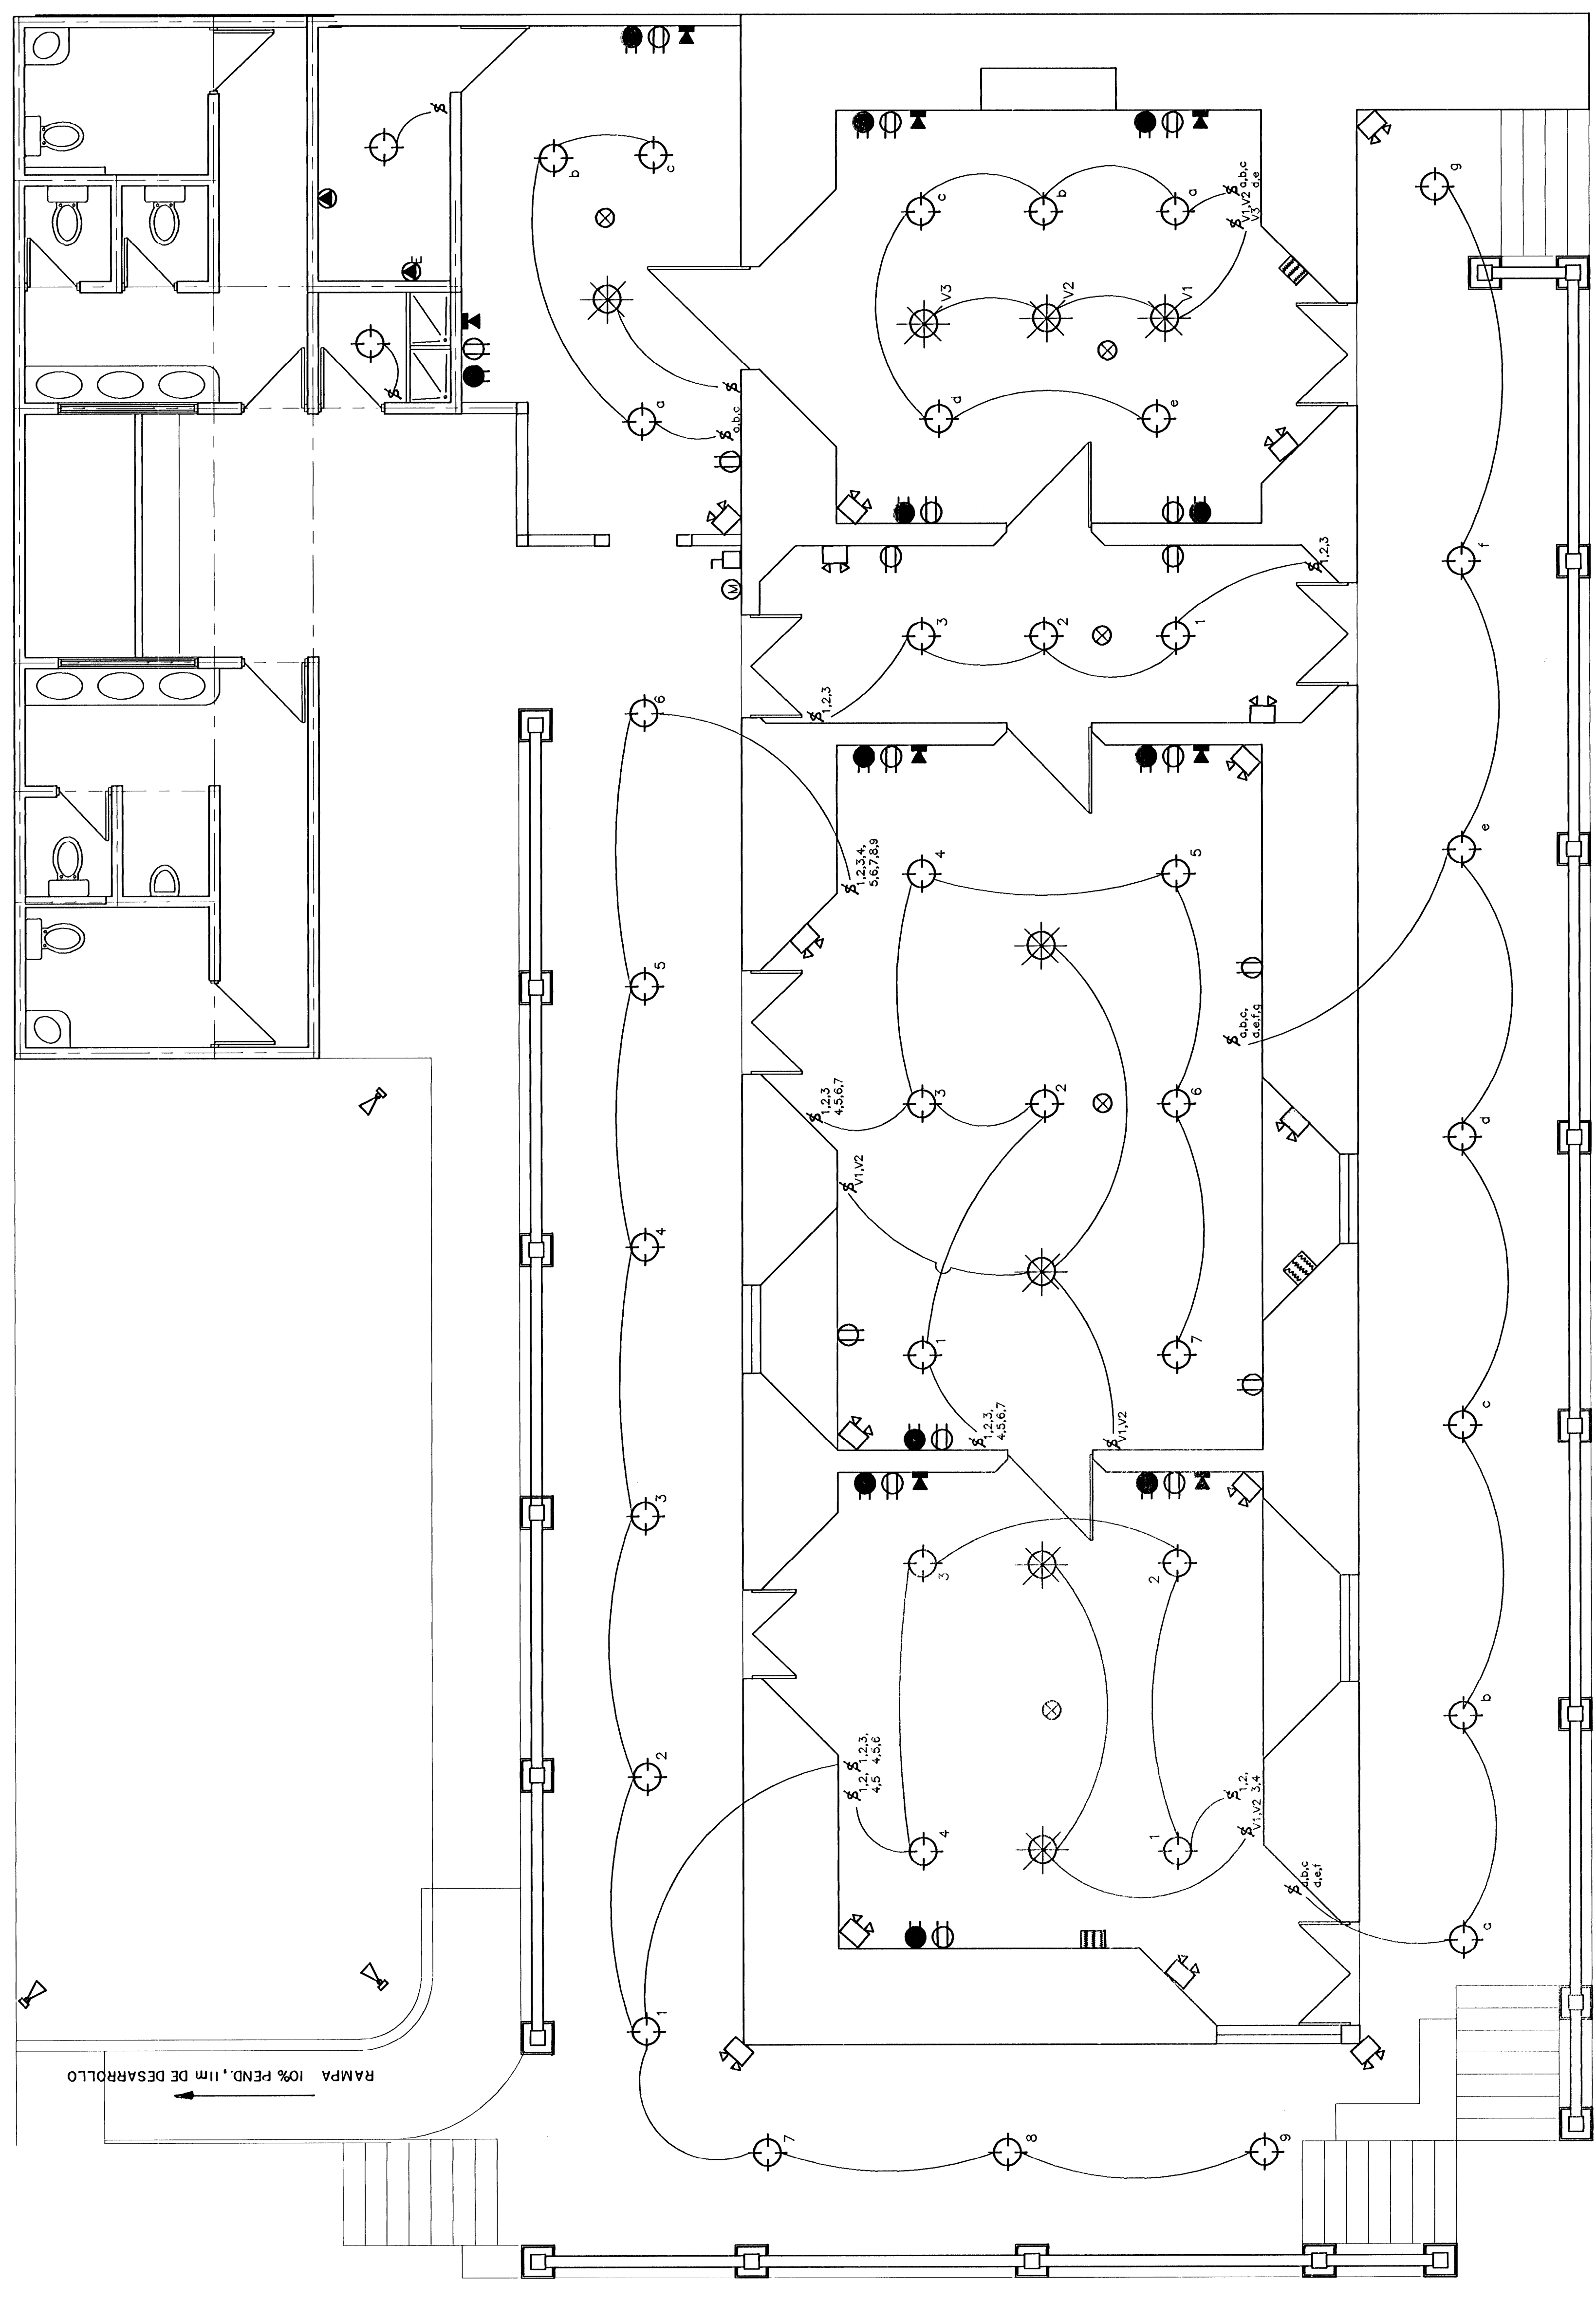 b
c
a
a,b,c
M
E
c
b
a
a,b,c
d,e
V1,V2
V3
V3
V2
V1
d
e
g
1,2,3
3
2
1
1,2,3
f
6
1,2,3,4,
5,6,7,8,9
4
5
e
5
a,b,c,
d,e,f,g
1,2,3
4,5,6,7
3
2
6
d
V1,V2
4
1
7
c
1,2,3,
4,5,6,7
V1,V2
3
3
2
b
2
1,2,3,
4,5,6
1,2,
4,5
1,2,
3,4
V1,V2
4
1
a,b,c
d,e,f
c
1
RAMPA 10% PEND., 11m DE DESARROLLO
7
8
9